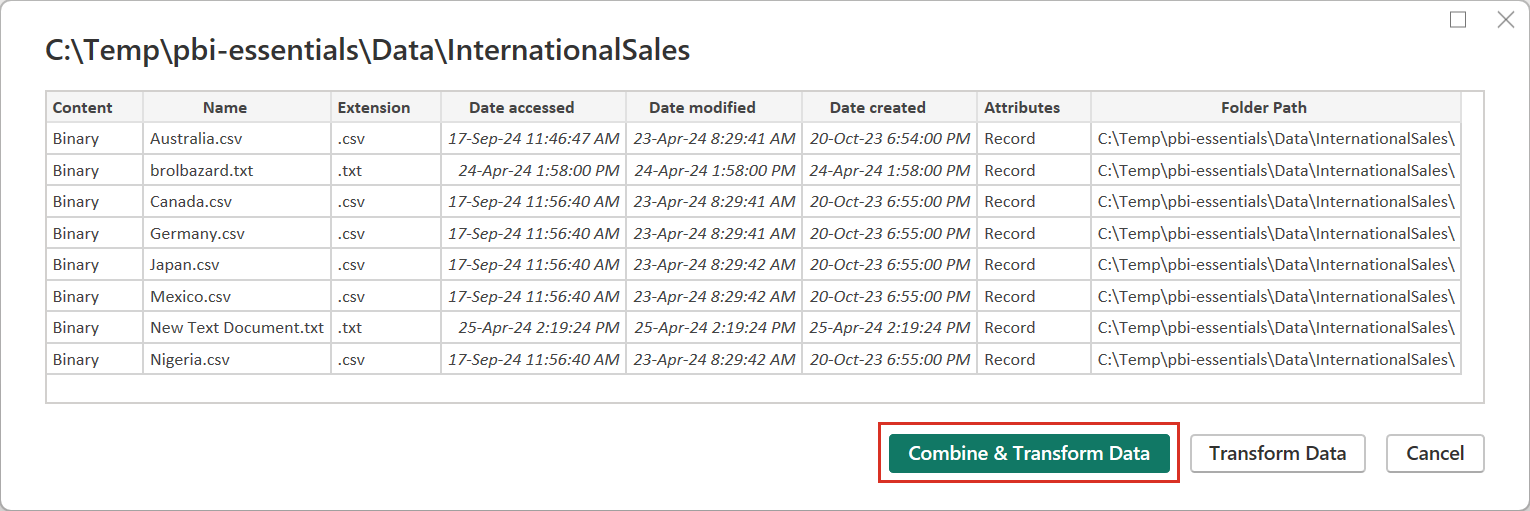 C:\Temp\pbi-essentials\Data\InternationalSales
Content Name Extension Date accessed Date modified Date created Attributes Folder Path
Binary Australia.csv .csv 17-Sep-24 11:46:47 AM 23-Apr-24 8:29:41 AM 20-Oct-23 6:54:00 PM Record C:\Temp\pbi-essentials\Data\InternationalSales\
Binary brolbazard.txt .txt 24-Apr-24 1:58:00 PM 24-Apr-24 1:58:00 PM 24-Apr-24 1:58:00 PM Record C:\Temp\pbi-essentials\Data\InternationalSales\
Binary Canada.csv .csv 17-Sep-24 11:56:40 AM 23-Apr-24 8:29:41 AM 20-Oct-23 6:55:00 PM Record C:\Temp\pbi-essentials\Data\InternationalSales\
Binary Germany.csv .csv 17-Sep-24 11:56:40 AM 23-Apr-24 8:29:41 AM 20-Oct-23 6:55:00 PM Record C:\Temp\pbi-essentials\Data\InternationalSales\
Binary Japan.csv .csv 17-Sep-24 11:56:40 AM 23-Apr-24 8:29:42 AM 20-Oct-23 6:55:00 PM Record C:\Temp\pbi-essentials\Data\InternationalSales\
Binary Mexico.csv .csv 17-Sep-24 11:56:40 AM 23-Apr-24 8:29:42 AM 20-Oct-23 6:55:00 PM Record C:\Temp\pbi-essentials\Data\InternationalSales\
Binary New Text Document.txt .txt 25-Apr-24 2:19:24 PM 25-Apr-24 2:19:24 PM 25-Apr-24 2:19:24 PM Record C:\Temp\pbi-essentials\Data\InternationalSales\
Binary Nigeria.csv .csv 17-Sep-24 11:56:40 AM 23-Apr-24 8:29:42 AM 20-Oct-23 6:55:00 PM Record C:\Temp\pbi-essentials\Data\InternationalSales\
Combine & Transform Data Transform Data Cancel